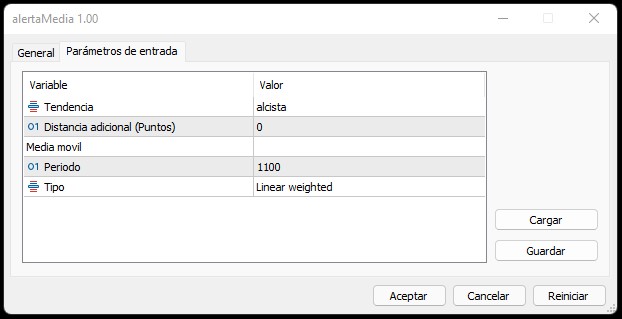 alertaMedia 1.00
General Parámetros de entrada
Variable Valor
Tendencia alcista
01 Distancia adicional (Puntos) 0
Media movil
01 Periodo 1100
Tipo Linear weighted
Cargar
Guardar
Aceptar Cancelar Reiniciar